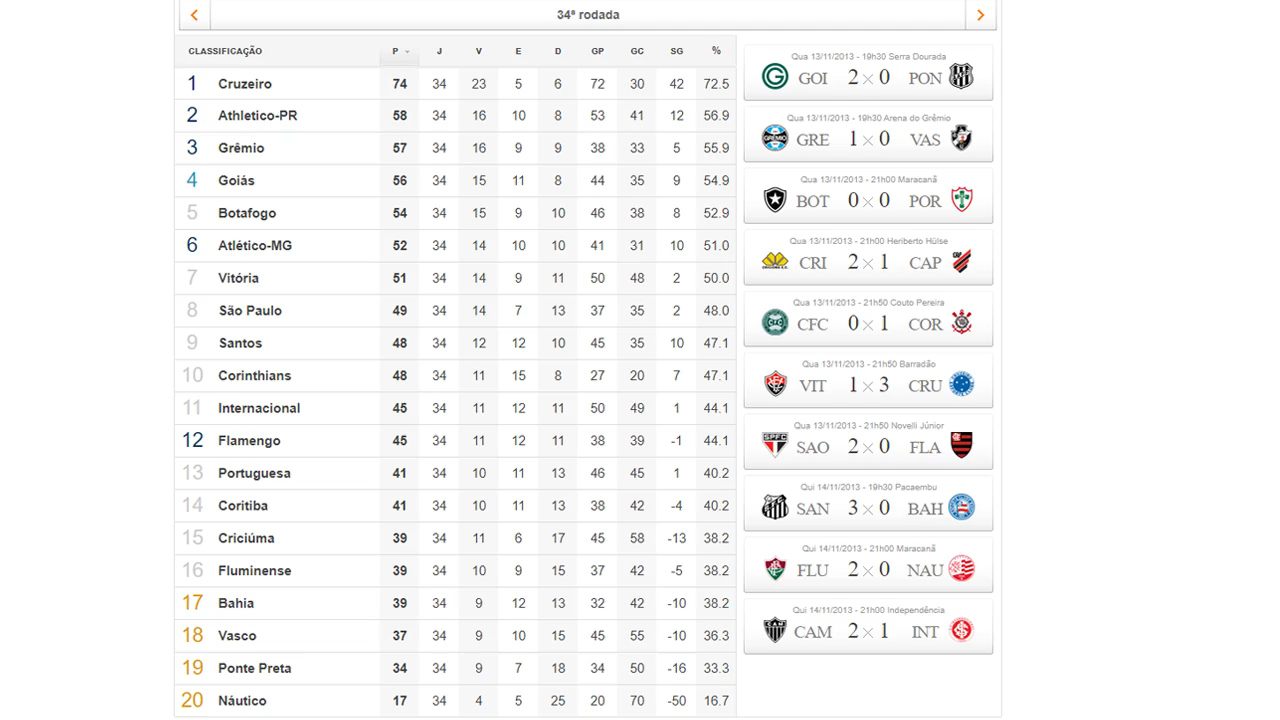 34ª rodada
CLASSIFICAÇÃO P J V E D GP GC SG %
1 Cruzeiro 74 34 23 5 6 72 30 42 72.5
2 Athletico-PR 58 34 16 10 8 53 41 12 56.9
3 Grêmio 57 34 16 9 9 38 33 5 55.9
4 Goiás 56 34 15 11 8 44 35 9 54.9
5 Botafogo 54 34 15 9 10 46 38 8 52.9
6 Atlético-MG 52 34 14 10 10 41 31 10 51.0
7 Vitória 51 34 14 9 11 50 48 2 50.0
8 São Paulo 49 34 14 7 13 37 35 2 48.0
9 Santos 48 34 12 12 10 45 35 10 47.1
10 Corinthians 48 34 11 15 8 27 20 7 47.1
11 Internacional 45 34 11 12 11 50 49 1 44.1
12 Flamengo 45 34 11 12 11 38 39 -1 44.1
13 Portuguesa 41 34 10 11 13 46 45 1 40.2
14 Coritiba 41 34 10 11 13 38 42 -4 40.2
15 Criciúma 39 34 11 6 17 45 58 -13 38.2
16 Fluminense 39 34 10 9 15 37 42 -5 38.2
17 Bahia 39 34 9 12 13 32 42 -10 38.2
18 Vasco 37 34 9 10 15 45 55 -10 36.3
19 Ponte Preta 34 34 9 7 18 34 50 -16 33.3
20 Náutico 17 34 4 5 25 20 70 -50 16.7
Qua 13/11/2013 - 19h30 Serra Dourada
GOI 2 × 0 PON
Qua 13/11/2013 - 19h30 Arena do Grêmio
GRE 1 × 0 VAS
Qua 13/11/2013 - 21h00 Maracanã
BOT 0 × 0 POR
Qua 13/11/2013 - 21h00 Heriberto Hülse
CRI 2 × 1 CAP
Qua 13/11/2013 - 21h50 Couto Pereira
CFC 0 × 1 COR
Qua 13/11/2013 - 21h50 Barradão
VIT 1 × 3 CRU
Qua 13/11/2013 - 21h50 Novelli Júnior
SAO 2 × 0 FLA
Qui 14/11/2013 - 19h30 Pacaembu
SAN 3 × 0 BAH
Qui 14/11/2013 - 21h00 Maracanã
FLU 2 × 0 NAU
Qui 14/11/2013 - 21h00 Independência
CAM 2 × 1 INT